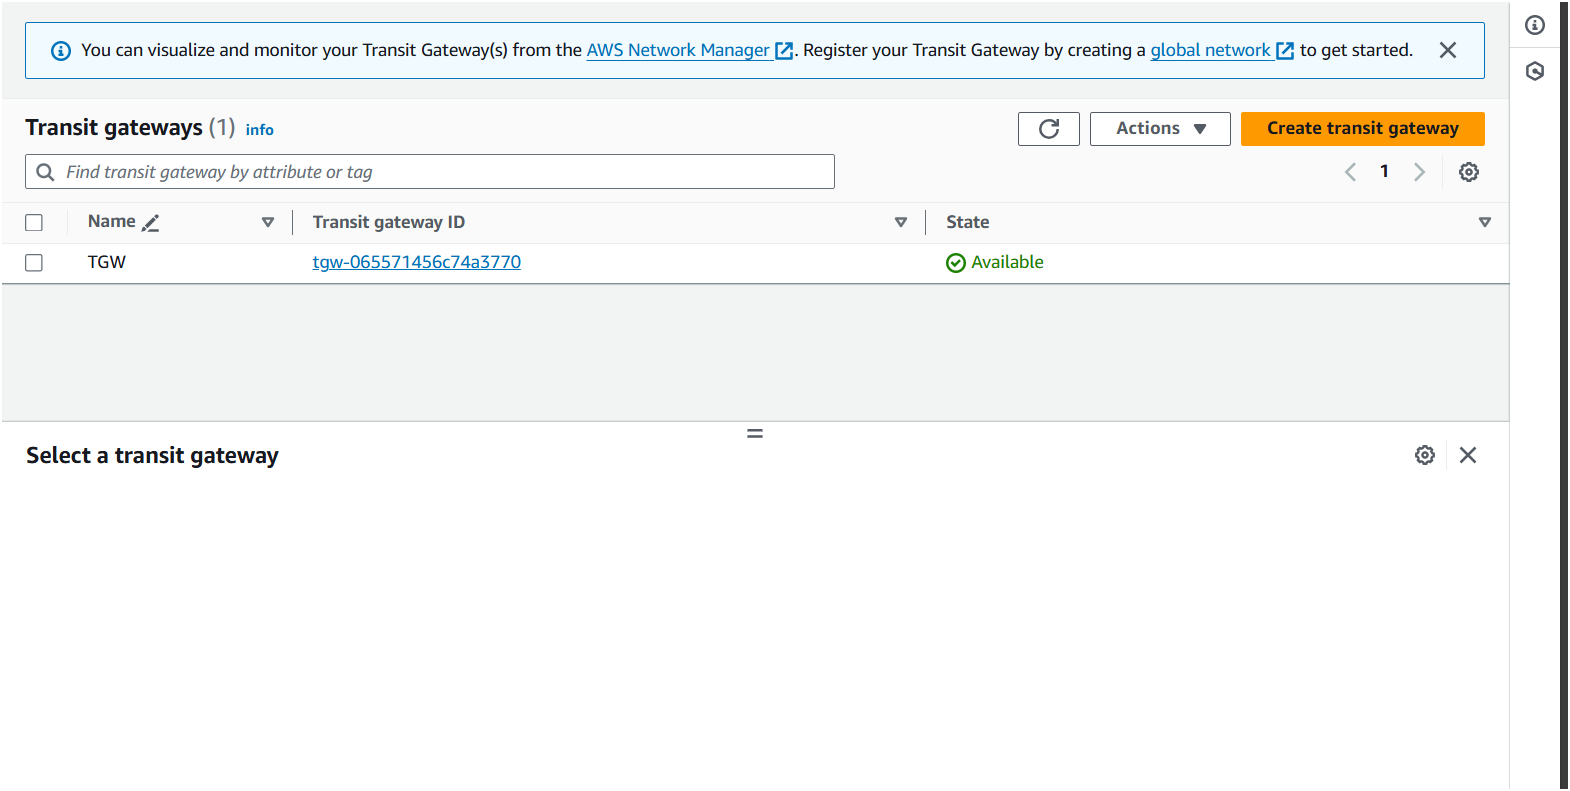 You can visualize and monitor your Transit Gateway(s) from the AWS Network Manager. Register your Transit Gateway by creating a global network to get started.
Transit gateways (1) info
Actions
Create transit gateway
Find transit gateway by attribute or tag
1
Name Transit gateway ID State
TGW tgw-065571456c74a3770 Available
Select a transit gateway